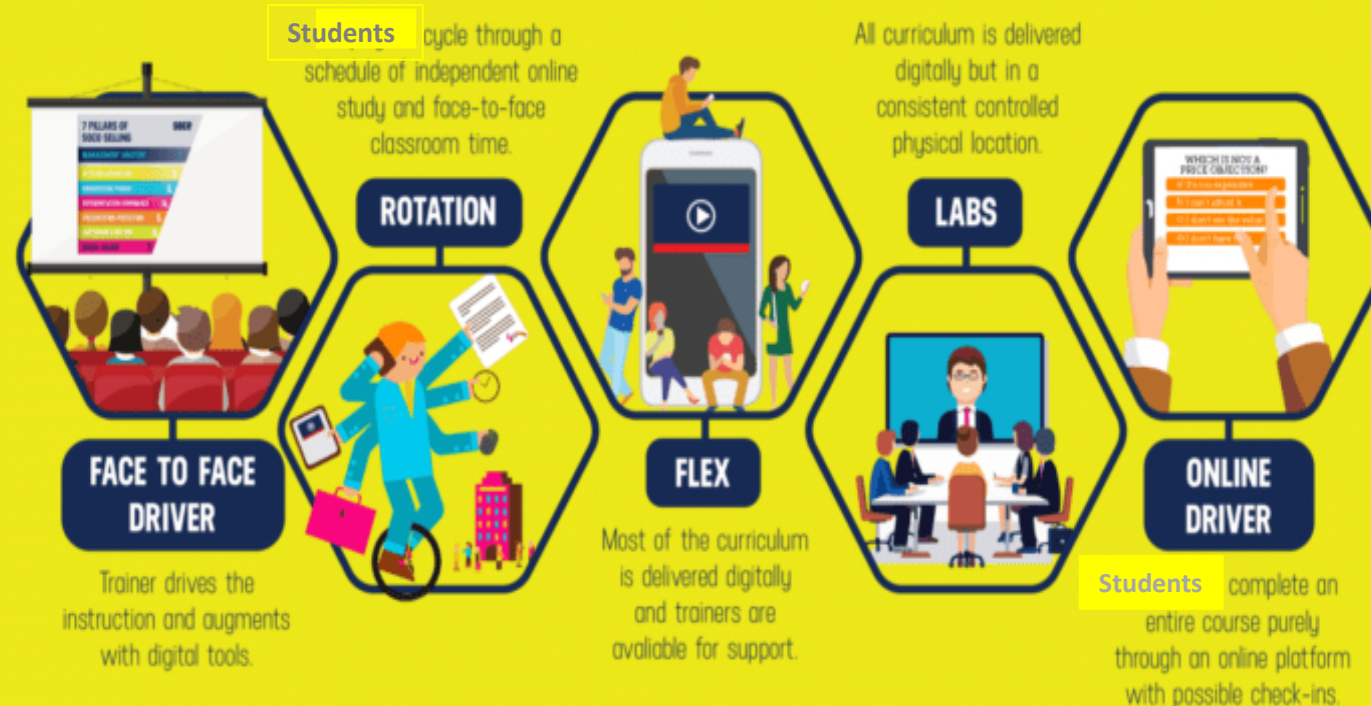 7 PILLARS OF
SOCO SELLING
SOCO
FACE TO FACE
DRIVER
Trainer drives the
instruction and augments
with digital tools.
Students cycle through a
schedule of independent online
study and face-to-face
classroom time.
ROTATION
FLEX
Most of the curriculum
is delivered digitally
and trainers are
avaliable for support.
All curriculum is delivered
digitally but in a
consistent controlled
physical location.
LABS
WHICH IS NOT A
PRICE OBJECTION?
ONLINE
DRIVER
Students complete an
entire course purely
through an online platform
with possible check-ins.